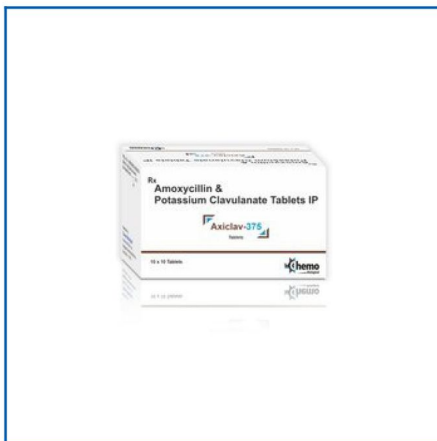 Rx
Amoxycillin &
Potassium Clavulanate Tablets IP
Axiclav-375
Tablets
10 x 10 Tablets
Chemo